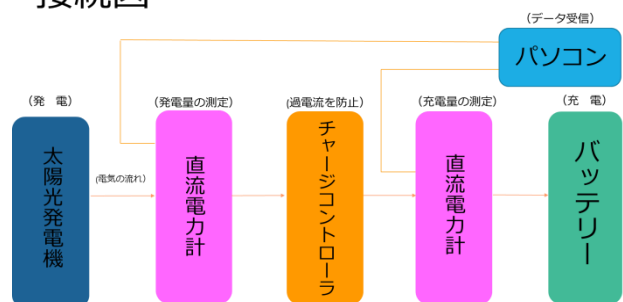 接続図
(データ受信)
パソコン
(発　電)
(発電量の測定)
(過電流を防止)
(充電量の測定)
(充　電)
太陽光発電機
(電気の流れ)
直流電力計
チャージコントローラ
直流電力計
バッテリー